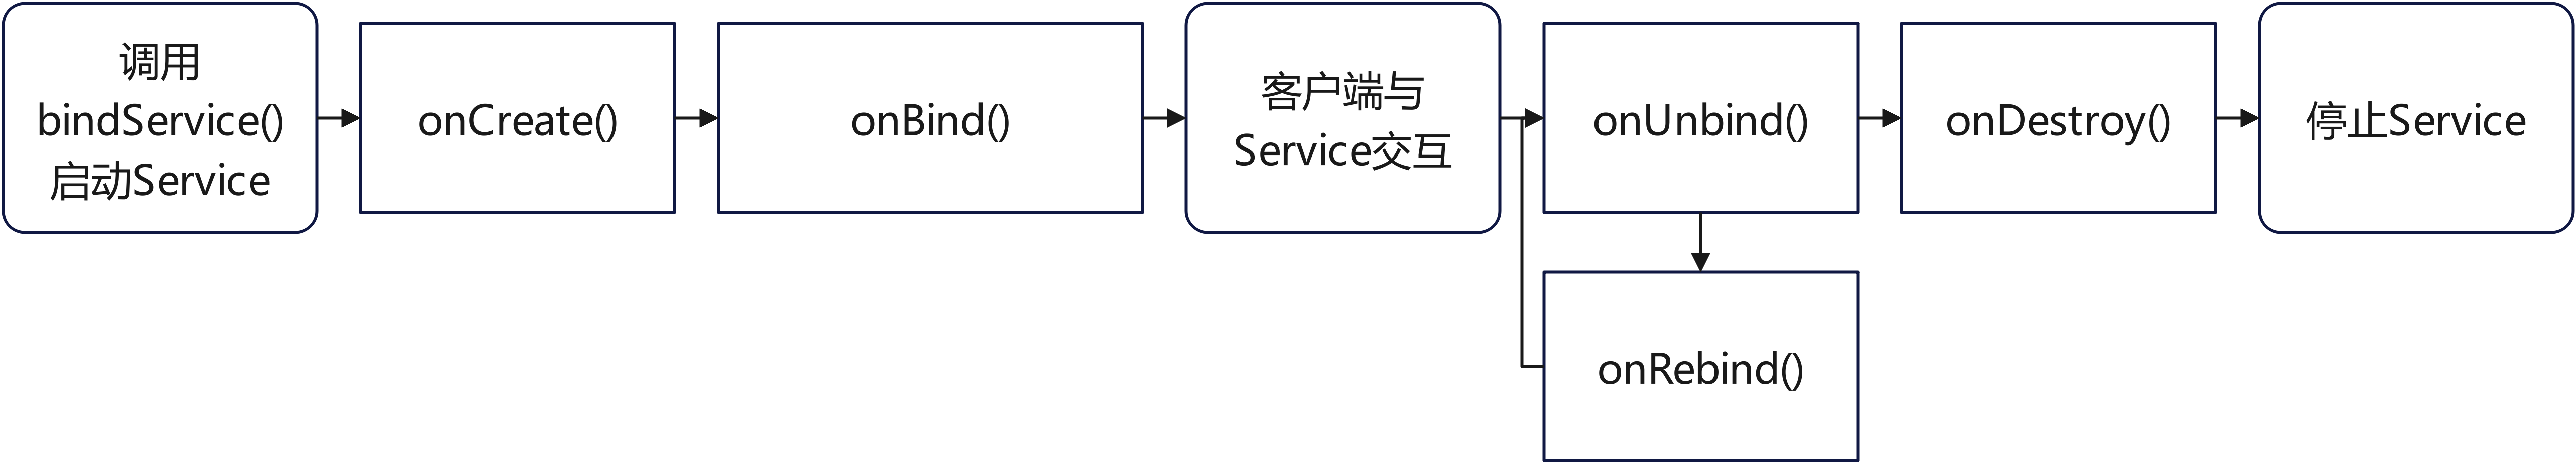 调用
bindService()
启动Service
onCreate()
onBind()
客户端与
Service交互
onUnbind()
onDestroy()
停止Service
onRebind()